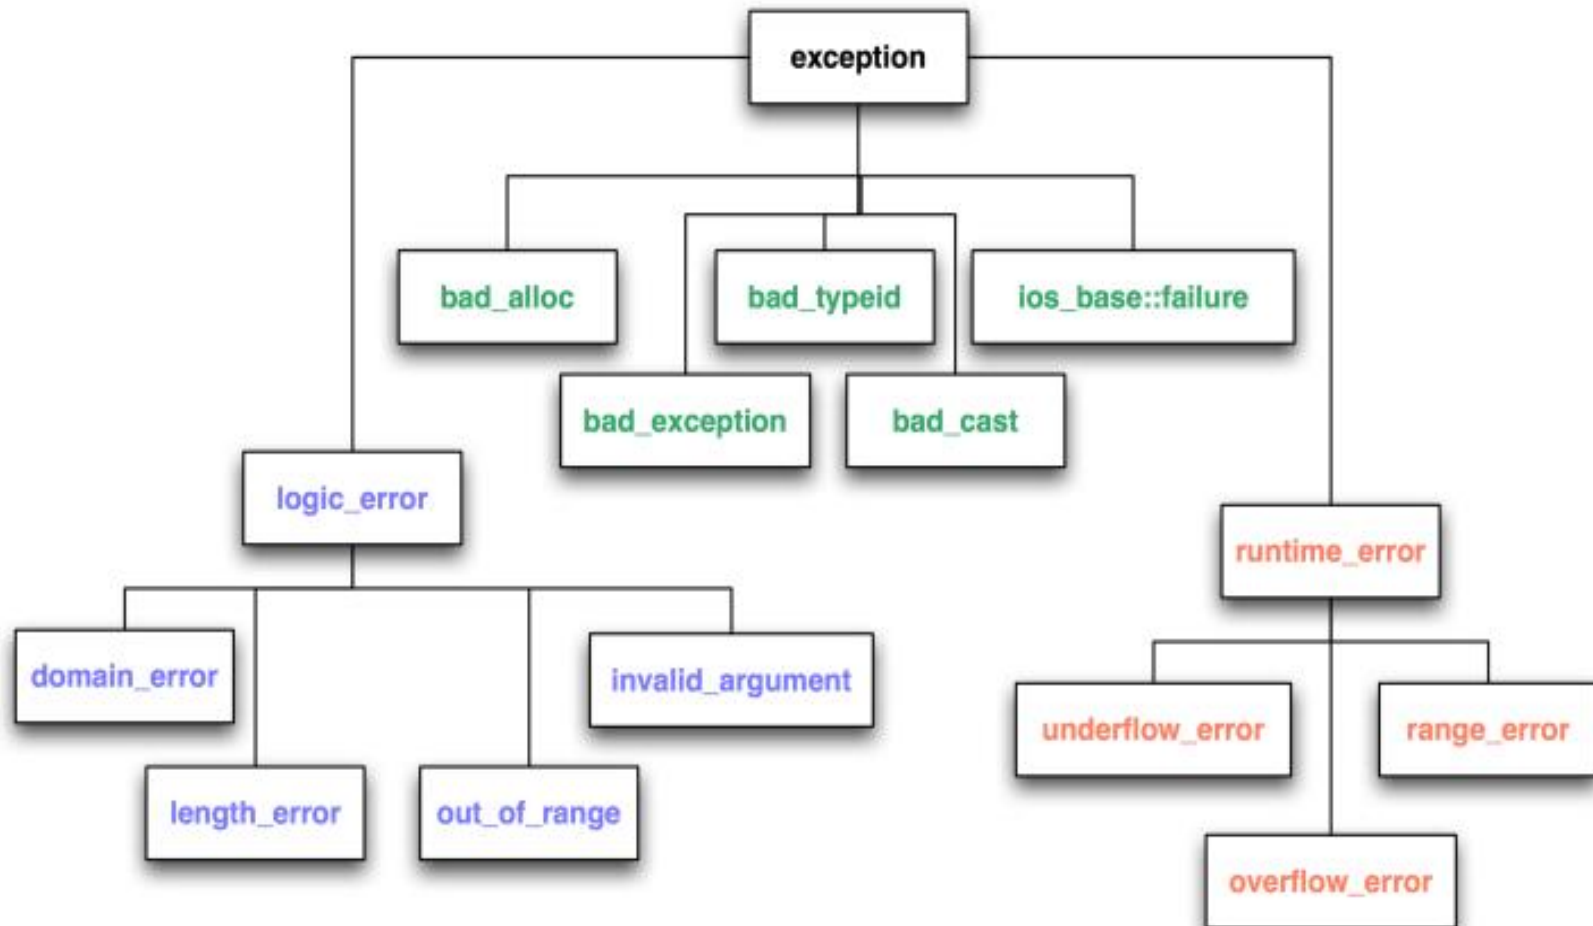 exception
bad_alloc
bad_typeid
ios_base::failure
bad_exception
bad_cast
logic_error
runtime_error
domain_error
invalid_argument
underflow_error
range_error
length_error
out_of_range
overflow_error